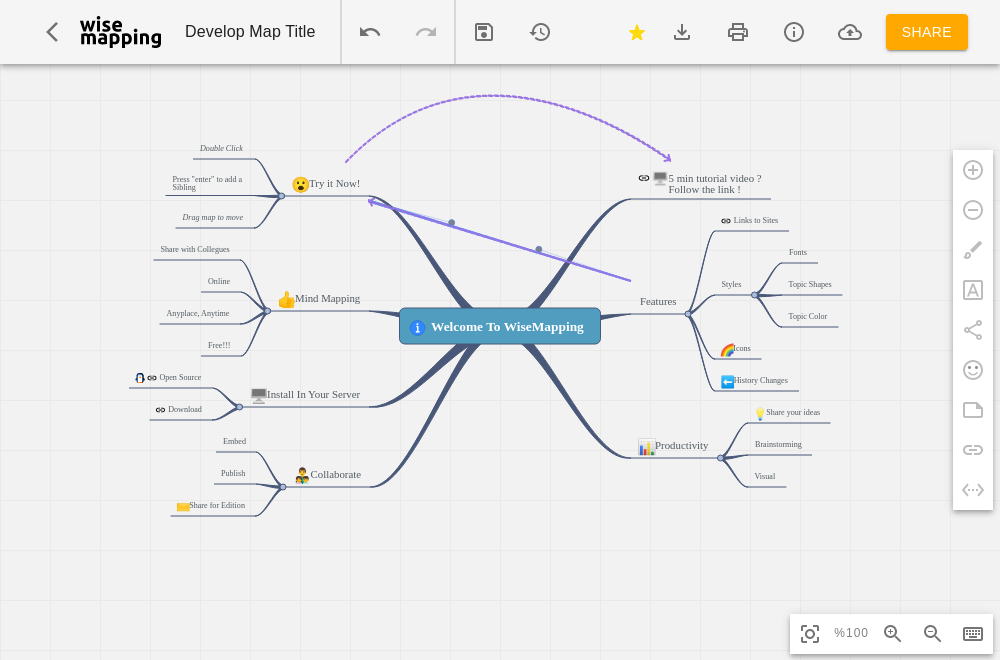 wise
mapping
Develop Map Title
SHARE
Double Click
Press "enter" to add a
Sibling
Drag map to move
Try it Now!
Share with Collegues
Online
Anyplace, Anytime
Free!!!
Mind Mapping
Open Source
Download
Install In Your Server
Embed
Publish
Share for Edition
Collaborate
Welcome To WiseMapping
5 min tutorial video ?
Follow the link !
Links to Sites
Fonts
Styles
Topic Shapes
Topic Color
Features
Icons
History Changes
Share your ideas
Productivity
Brainstorming
Visual
A
%100